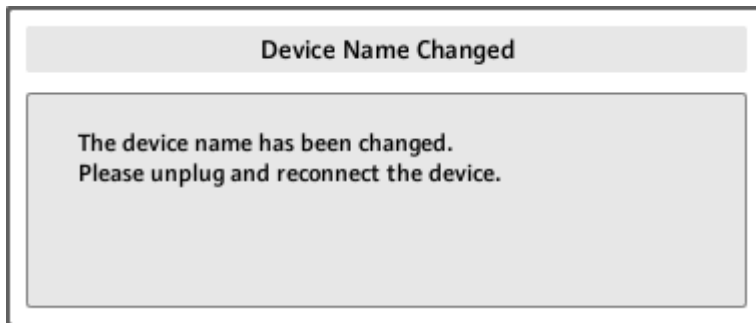 Device Name Changed
The device name has been changed.
Please unplug and reconnect the device.